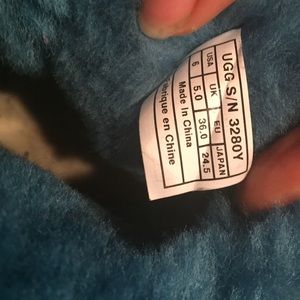 UGG S/N 3280Y
USA UK EU JAPAN
6 5.0 36.0 24.5
Made In China
brique en Chine